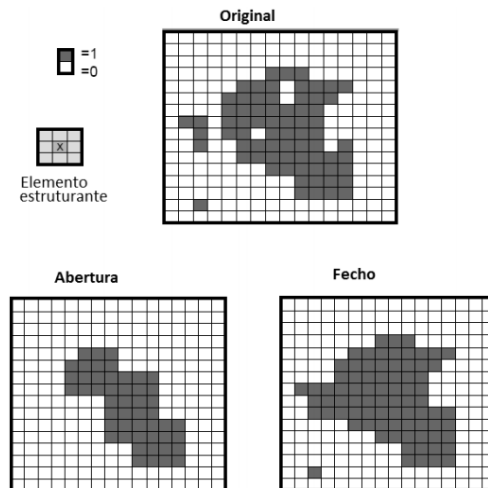 Original
=1
=0
x
Elemento
estruturante
Abertura
Fecho